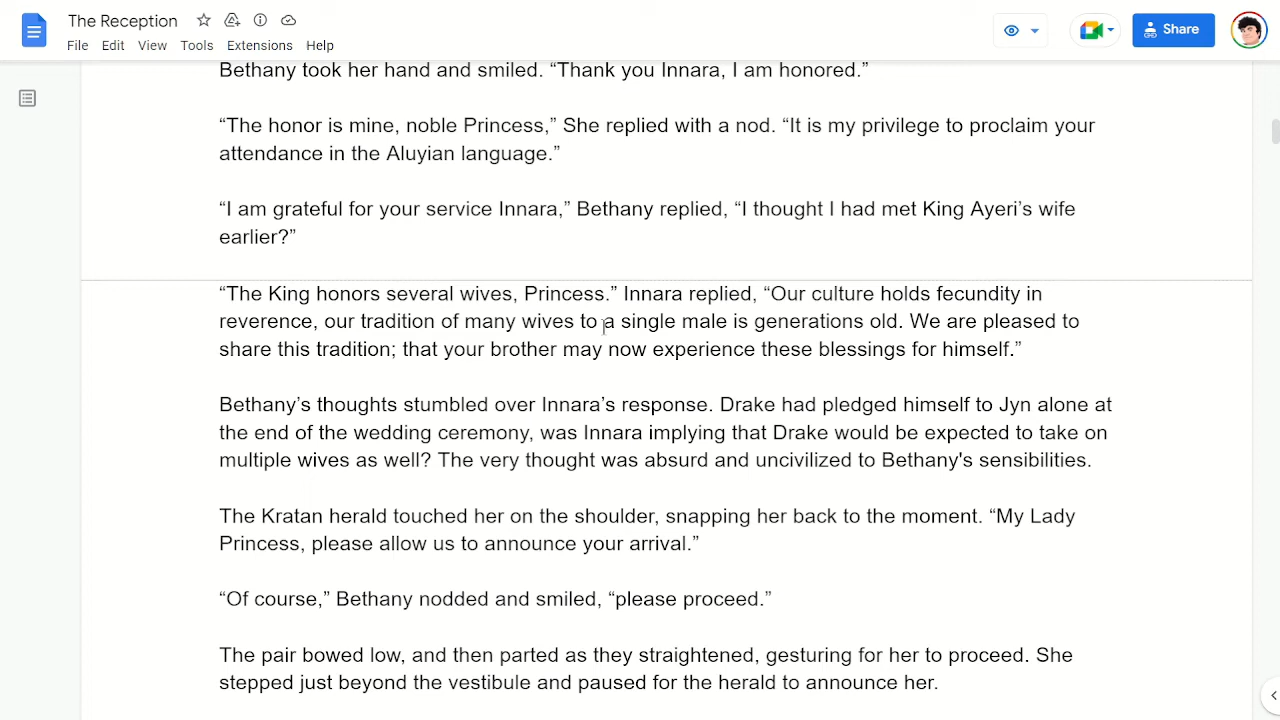 The Reception
File Edit View Tools Extensions Help
Share
Bethany took her hand and smiled. “Thank you Innara, I am honored.”
“The honor is mine, noble Princess,” She replied with a nod. “It is my privilege to proclaim your
attendance in the Aluyian language.”
“I am grateful for your service Innara,” Bethany replied, “I thought I had met King Ayeri’s wife
earlier?”
“The King honors several wives, Princess.” Innara replied, “Our culture holds fecundity in
reverence, our tradition of many wives to a single male is generations old. We are pleased to
share this tradition; that your brother may now experience these blessings for himself.”
Bethany’s thoughts stumbled over Innara’s response. Drake had pledged himself to Jyn alone at
the end of the wedding ceremony, was Innara implying that Drake would be expected to take on
multiple wives as well? The very thought was absurd and uncivilized to Bethany's sensibilities.
The Kratan herald touched her on the shoulder, snapping her back to the moment. “My Lady
Princess, please allow us to announce your arrival.”
“Of course,” Bethany nodded and smiled, “please proceed.”
The pair bowed low, and then parted as they straightened, gesturing for her to proceed. She
stepped just beyond the vestibule and paused for the herald to announce her.